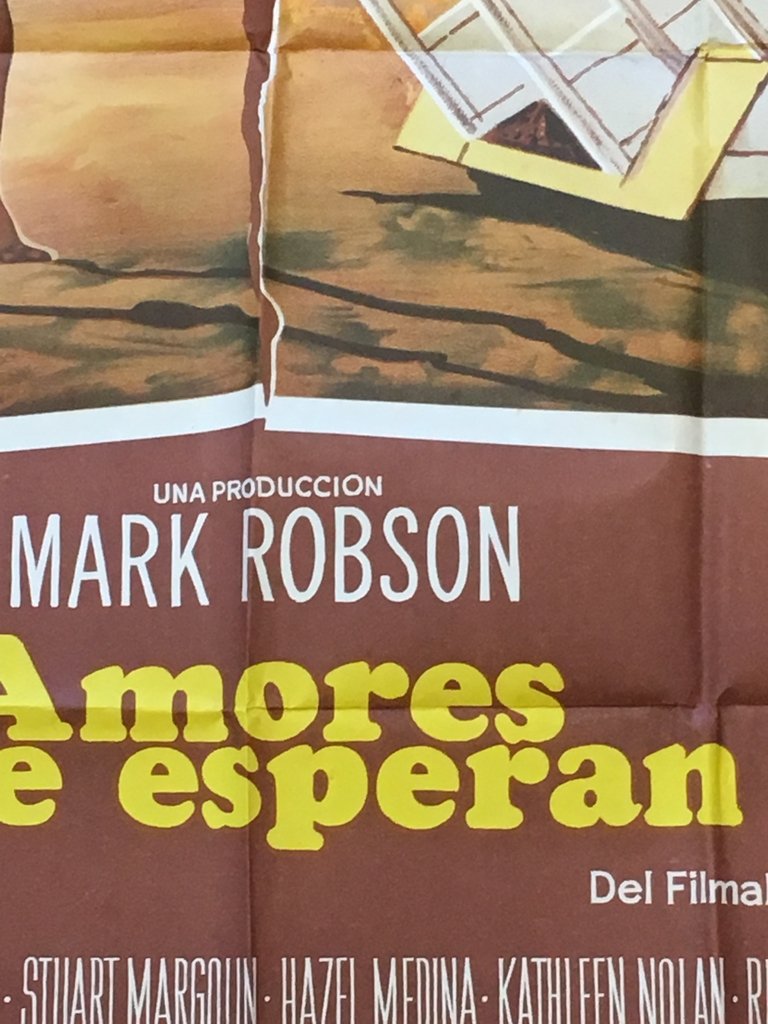 UNA PRODUCCION
MARK ROBSON
Amores
e esperan
Del Filma
· STUART MARGOLIN · HAZEL MEDINA · KATHLEEN NOLAN · R